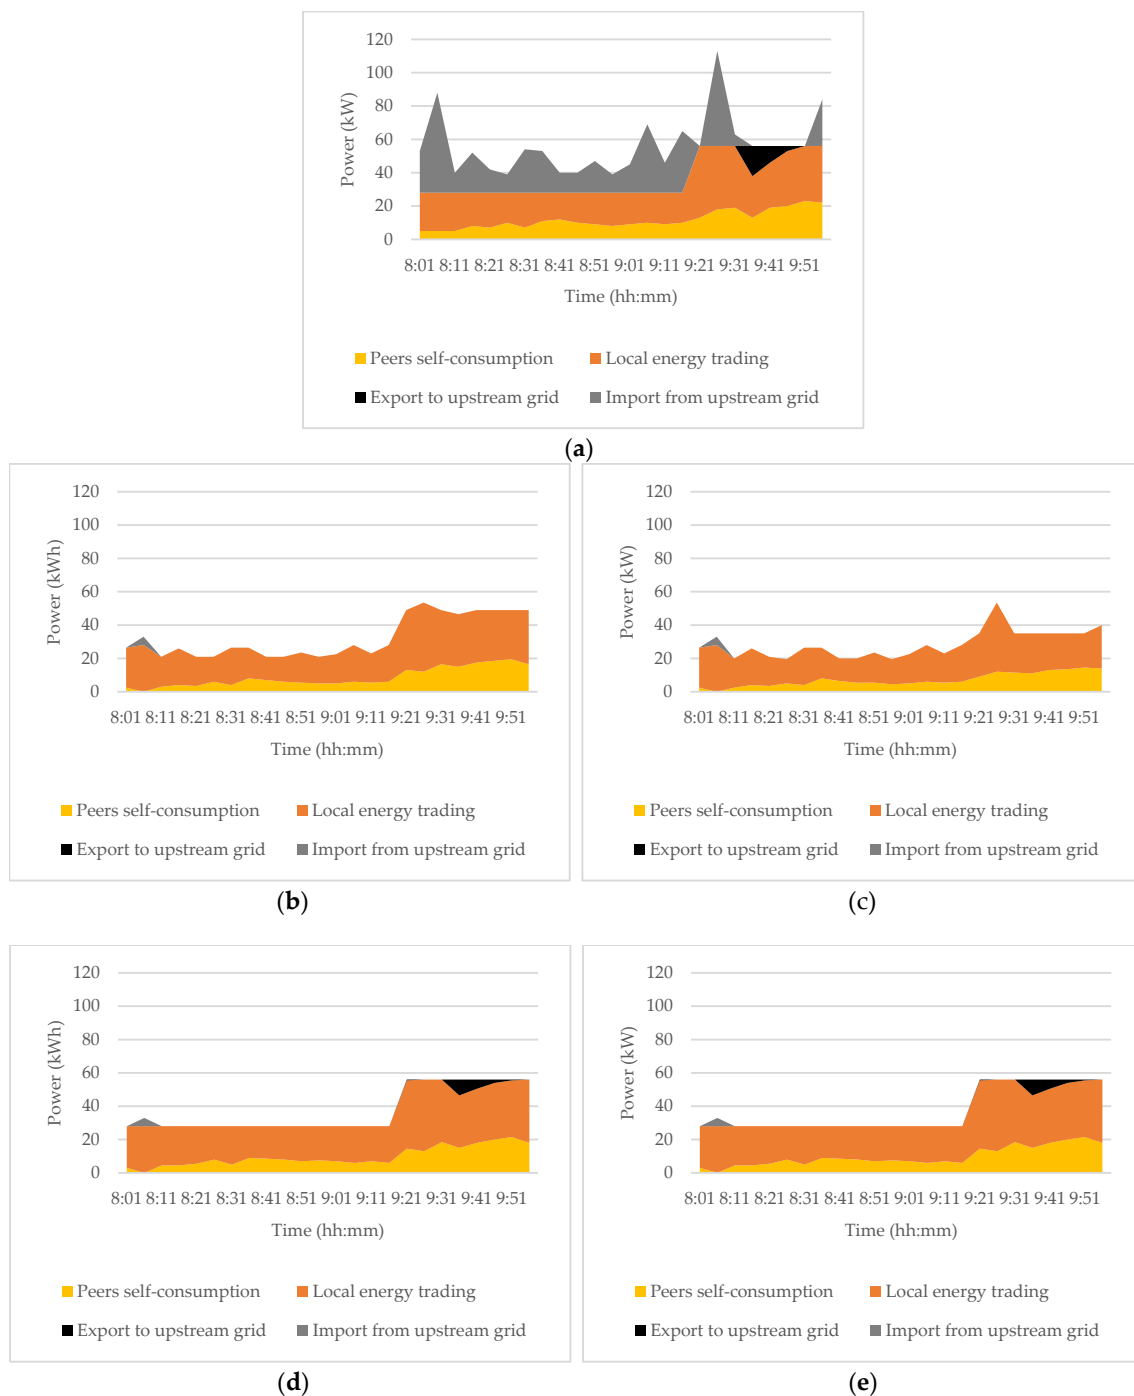 120
100
80
60
40
20
0
Power (kW)
8:01 8:11 8:21 8:31 8:41 8:51 9:01 9:11 9:21 9:31 9:41 9:51
Time (hh:mm)
Peers self-consumption Local energy trading
Export to upstream grid Import from upstream grid
(a)
120
100
80
60
40
20
0
Power (kWh)
8:01 8:11 8:21 8:31 8:41 8:51 9:01 9:11 9:21 9:31 9:41 9:51
Time (hh:mm)
Peers self-consumption Local energy trading
Export to upstream grid Import from upstream grid
(b)
120
100
80
60
40
20
0
Power (kW)
8:01 8:11 8:21 8:31 8:41 8:51 9:01 9:11 9:21 9:31 9:41 9:51
Time (hh:mm)
Peers self-consumption Local energy trading
Export to upstream grid Import from upstream grid
(c)
120
100
80
60
40
20
0
Power (kWh)
8:01 8:11 8:21 8:31 8:41 8:51 9:01 9:11 9:21 9:31 9:41 9:51
Time (hh:mm)
Peers self-consumption Local energy trading
Export to upstream grid Import from upstream grid
(d)
120
100
80
60
40
20
0
Power (kW)
8:01 8:11 8:21 8:31 8:41 8:51 9:01 9:11 9:21 9:31 9:41 9:51
Time (hh:mm)
Peers self-consumption Local energy trading
Export to upstream grid Import from upstream grid
(e)